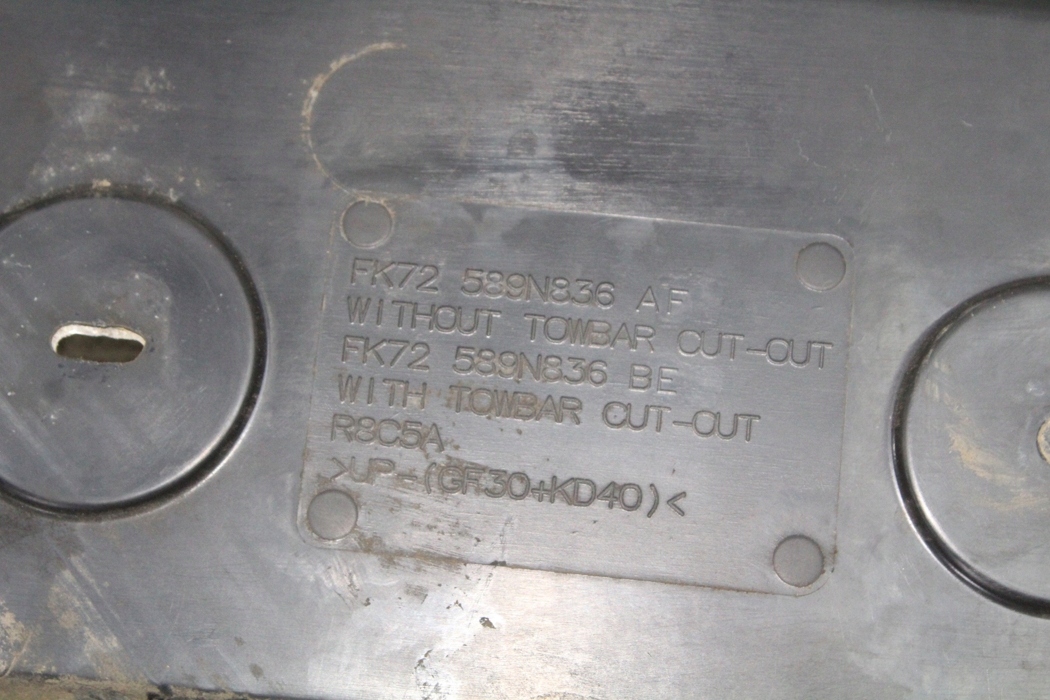 FK72 589N836 AF
WITHOUT TOWBAR CUT-OUT
FK72 589N836 BE
WITH TOWBAR CUT-OUT
R8C5A
>UP-(GF30+KD40)<